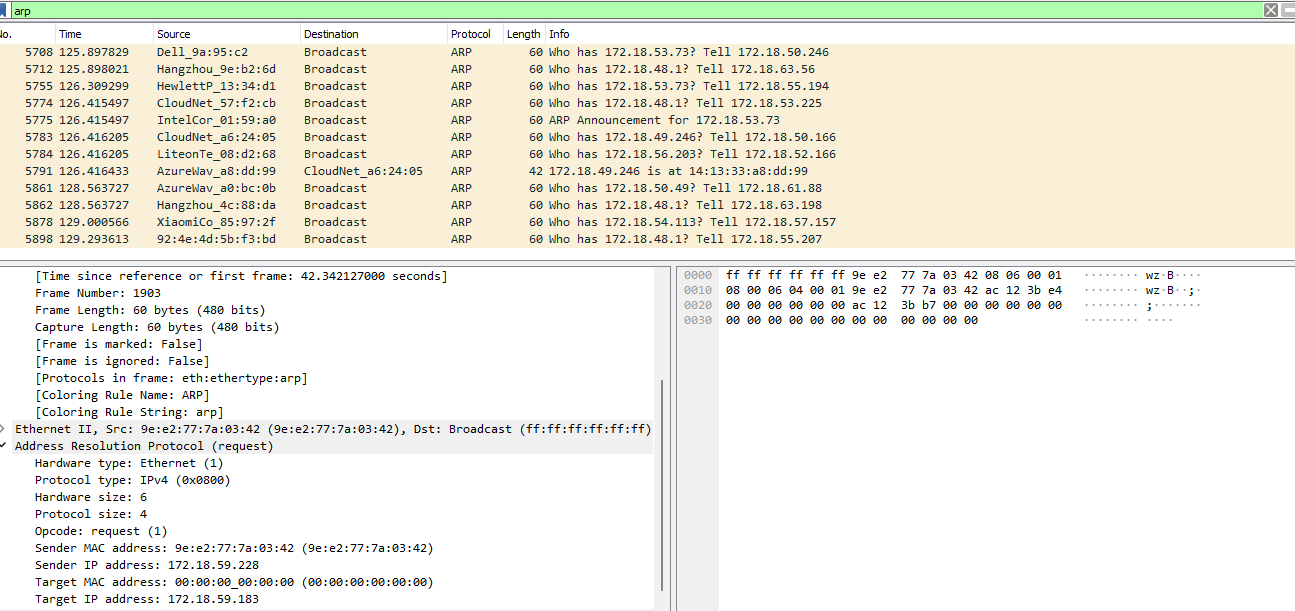 arp
No. Time Source Destination Protocol Length Info
5708 125.897829 Dell_9a:95:c2 Broadcast ARP 60 Who has 172.18.53.73? Tell 172.18.50.246
5712 125.898021 Hangzhou_9e:b2:6d Broadcast ARP 60 Who has 172.18.48.1? Tell 172.18.63.56
5755 126.309299 HewlettP_13:34:d1 Broadcast ARP 60 Who has 172.18.53.73? Tell 172.18.55.194
5774 126.415497 CloudNet_57:f2:cb Broadcast ARP 60 Who has 172.18.48.1? Tell 172.18.53.225
5775 126.415497 IntelCor_01:59:a0 Broadcast ARP 60 ARP Announcement for 172.18.53.73
5783 126.416205 CloudNet_a6:24:05 Broadcast ARP 60 Who has 172.18.49.246? Tell 172.18.50.166
5784 126.416205 LiteonTe_08:d2:68 Broadcast ARP 60 Who has 172.18.56.203? Tell 172.18.52.166
5791 126.416433 AzureWav_a8:dd:99 CloudNet_a6:24:05 ARP 42 172.18.49.246 is at 14:13:33:a8:dd:99
5861 128.563727 AzureWav_a0:bc:0b Broadcast ARP 60 Who has 172.18.50.49? Tell 172.18.61.88
5862 128.563727 Hangzhou_4c:88:da Broadcast ARP 60 Who has 172.18.48.1? Tell 172.18.63.198
5878 129.000566 XiaomiCo_85:97:2f Broadcast ARP 60 Who has 172.18.54.113? Tell 172.18.57.157
5898 129.293613 92:4e:4d:5b:f3:bd Broadcast ARP 60 Who has 172.18.48.1? Tell 172.18.55.207
[Time since reference or first frame: 42.342127000 seconds]
Frame Number: 1903
Frame Length: 60 bytes (480 bits)
Capture Length: 60 bytes (480 bits)
[Frame is marked: False]
[Frame is ignored: False]
[Protocols in frame: eth:ethertype:arp]
[Coloring Rule Name: ARP]
[Coloring Rule String: arp]
Ethernet II, Src: 9e:e2:77:7a:03:42 (9e:e2:77:7a:03:42), Dst: Broadcast (ff:ff:ff:ff:ff:ff)
Address Resolution Protocol (request)
Hardware type: Ethernet (1)
Protocol type: IPv4 (0x0800)
Hardware size: 6
Protocol size: 4
Opcode: request (1)
Sender MAC address: 9e:e2:77:7a:03:42 (9e:e2:77:7a:03:42)
Sender IP address: 172.18.59.228
Target MAC address: 00:00:00_00:00:00 (00:00:00:00:00:00)
Target IP address: 172.18.59.183
0000 ff ff ff ff ff ff 9e e2 77 7a 03 42 08 06 00 01 ········ wz·B····
0010 08 00 06 04 00 01 9e e2 77 7a 03 42 ac 12 3b e4 ········ wz·B··;·
0020 00 00 00 00 00 00 ac 12 3b b7 00 00 00 00 00 00 ········ ;·······
0030 00 00 00 00 00 00 00 00 00 00 00 00 ········ ····